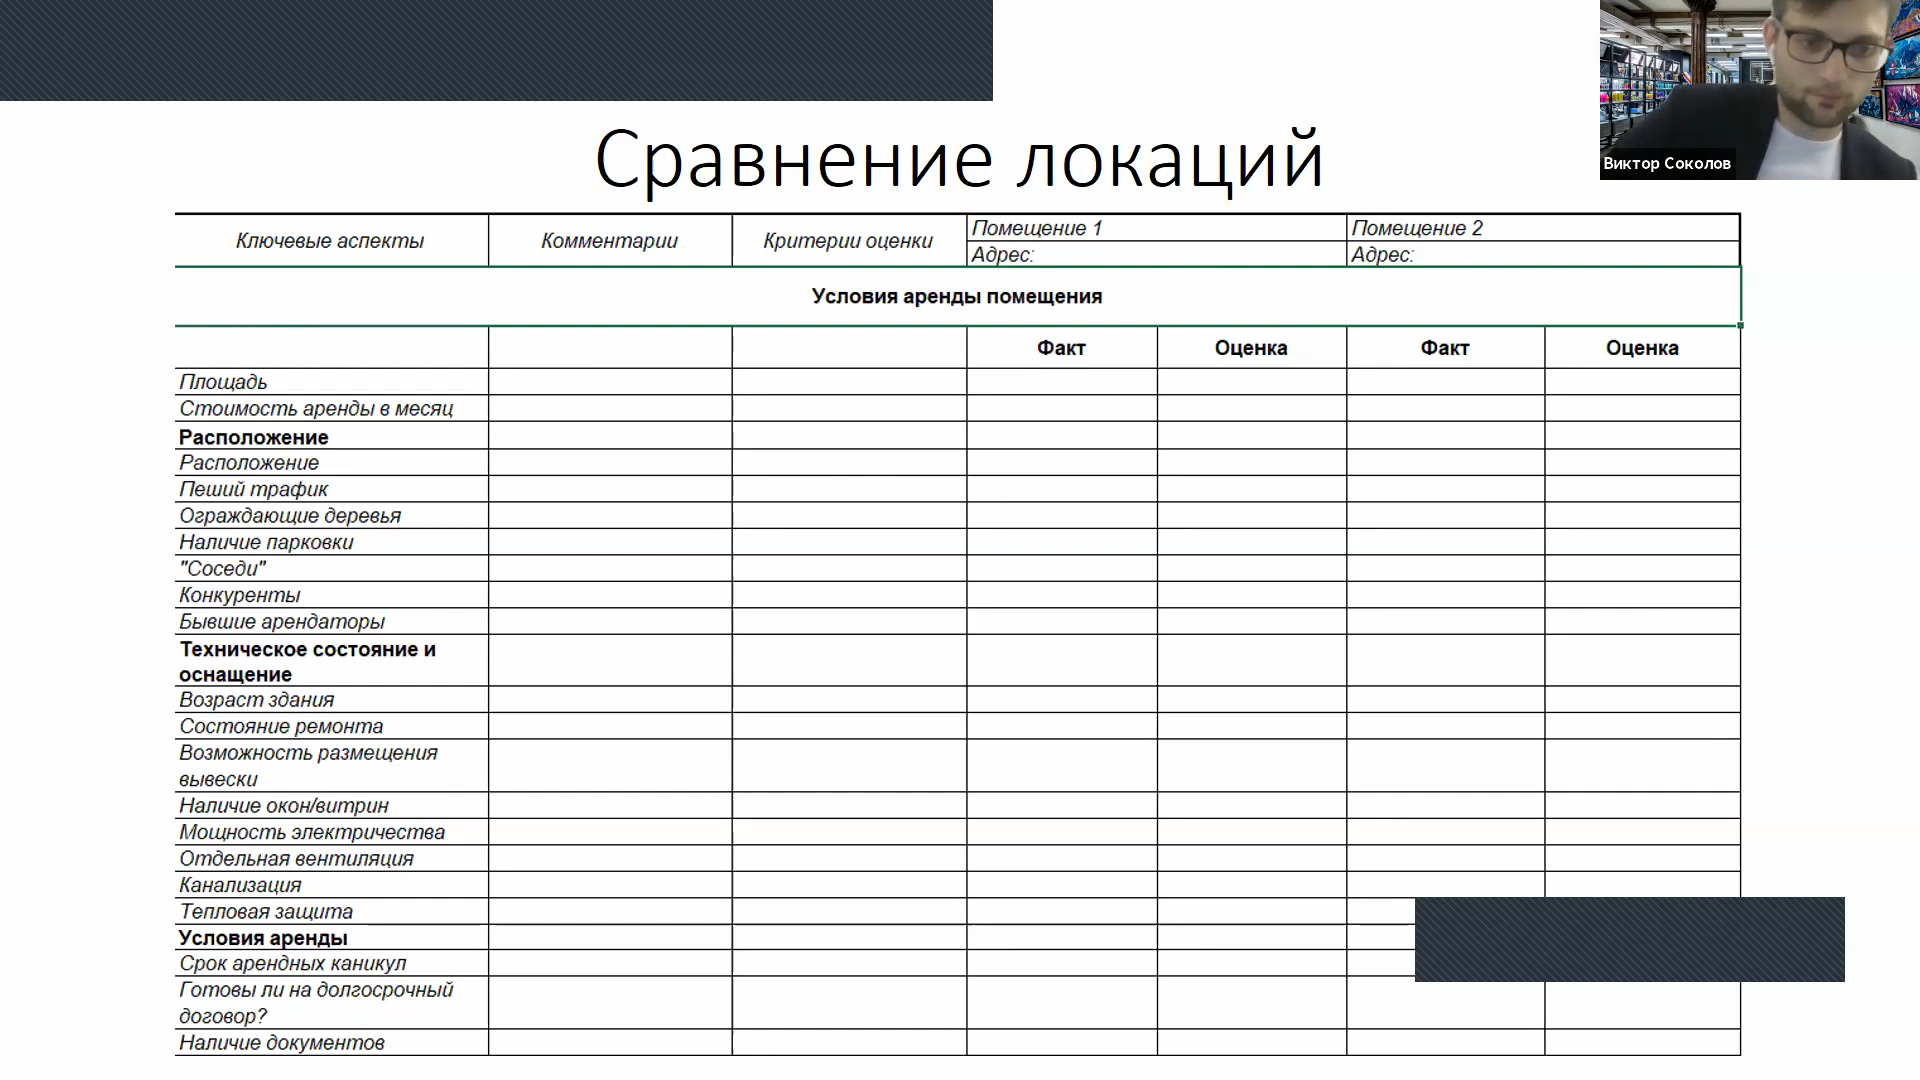 Виктор Соколов
Сравнение локаций
Ключевые аспекты Комментарии Критерии оценки Помещение 1 Помещение 2
Адрес: Адрес:
Условия аренды помещения
Факт Оценка Факт Оценка
Площадь
Стоимость аренды в месяц
Расположение
Расположение
Пеший трафик
Ограждающие деревья
Наличие парковки
"Соседи"
Конкуренты
Бывшие арендаторы
Техническое состояние и
оснащение
Возраст здания
Состояние ремонта
Возможность размещения
вывески
Наличие окон/витрин
Мощность электричества
Отдельная вентиляция
Канализация
Тепловая защита
Условия аренды
Срок арендных каникул
Готовы ли на долгосрочный
договор?
Наличие документов